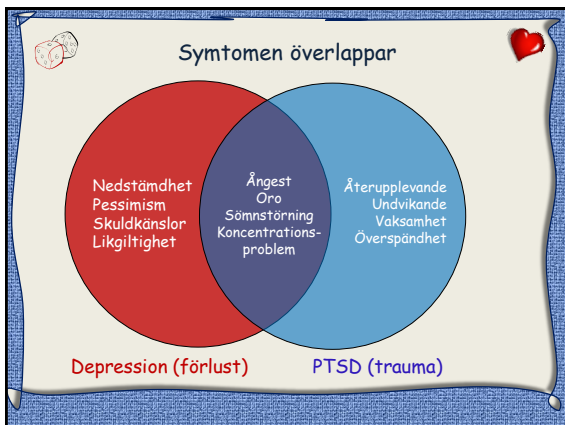 Symtomen överlappar
Nedstämdhet
Pessimism
Skuldkänslor
Likgiltighet
Ångest
Oro
Sömnstörning
Koncentrations-
problem
Återupplevande
Undvikande
Vaksamhet
Överspändhet
Depression (förlust)
PTSD (trauma)